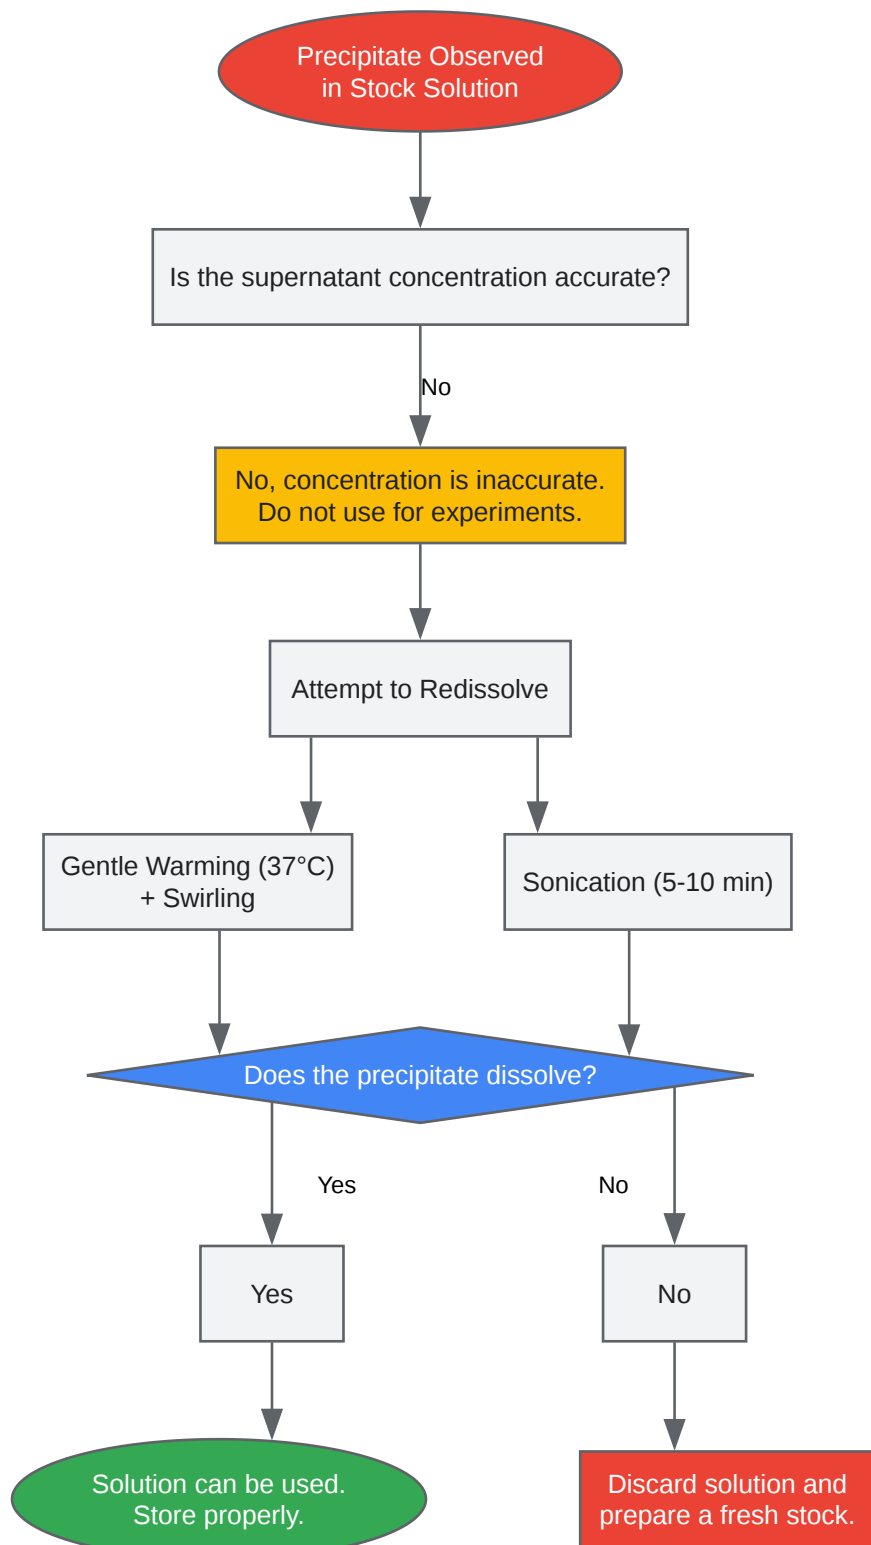 Precipitate Observed
in Stock Solution
Is the supernatant concentration accurate?
No
No, concentration is inaccurate.
Do not use for experiments.
Attempt to Redissolve
Gentle Warming (37°C)
+ Swirling
Sonication (5-10 min)
Does the precipitate dissolve?
Yes
No
Yes
No
Solution can be used.
Store properly.
Discard solution and
prepare a fresh stock.